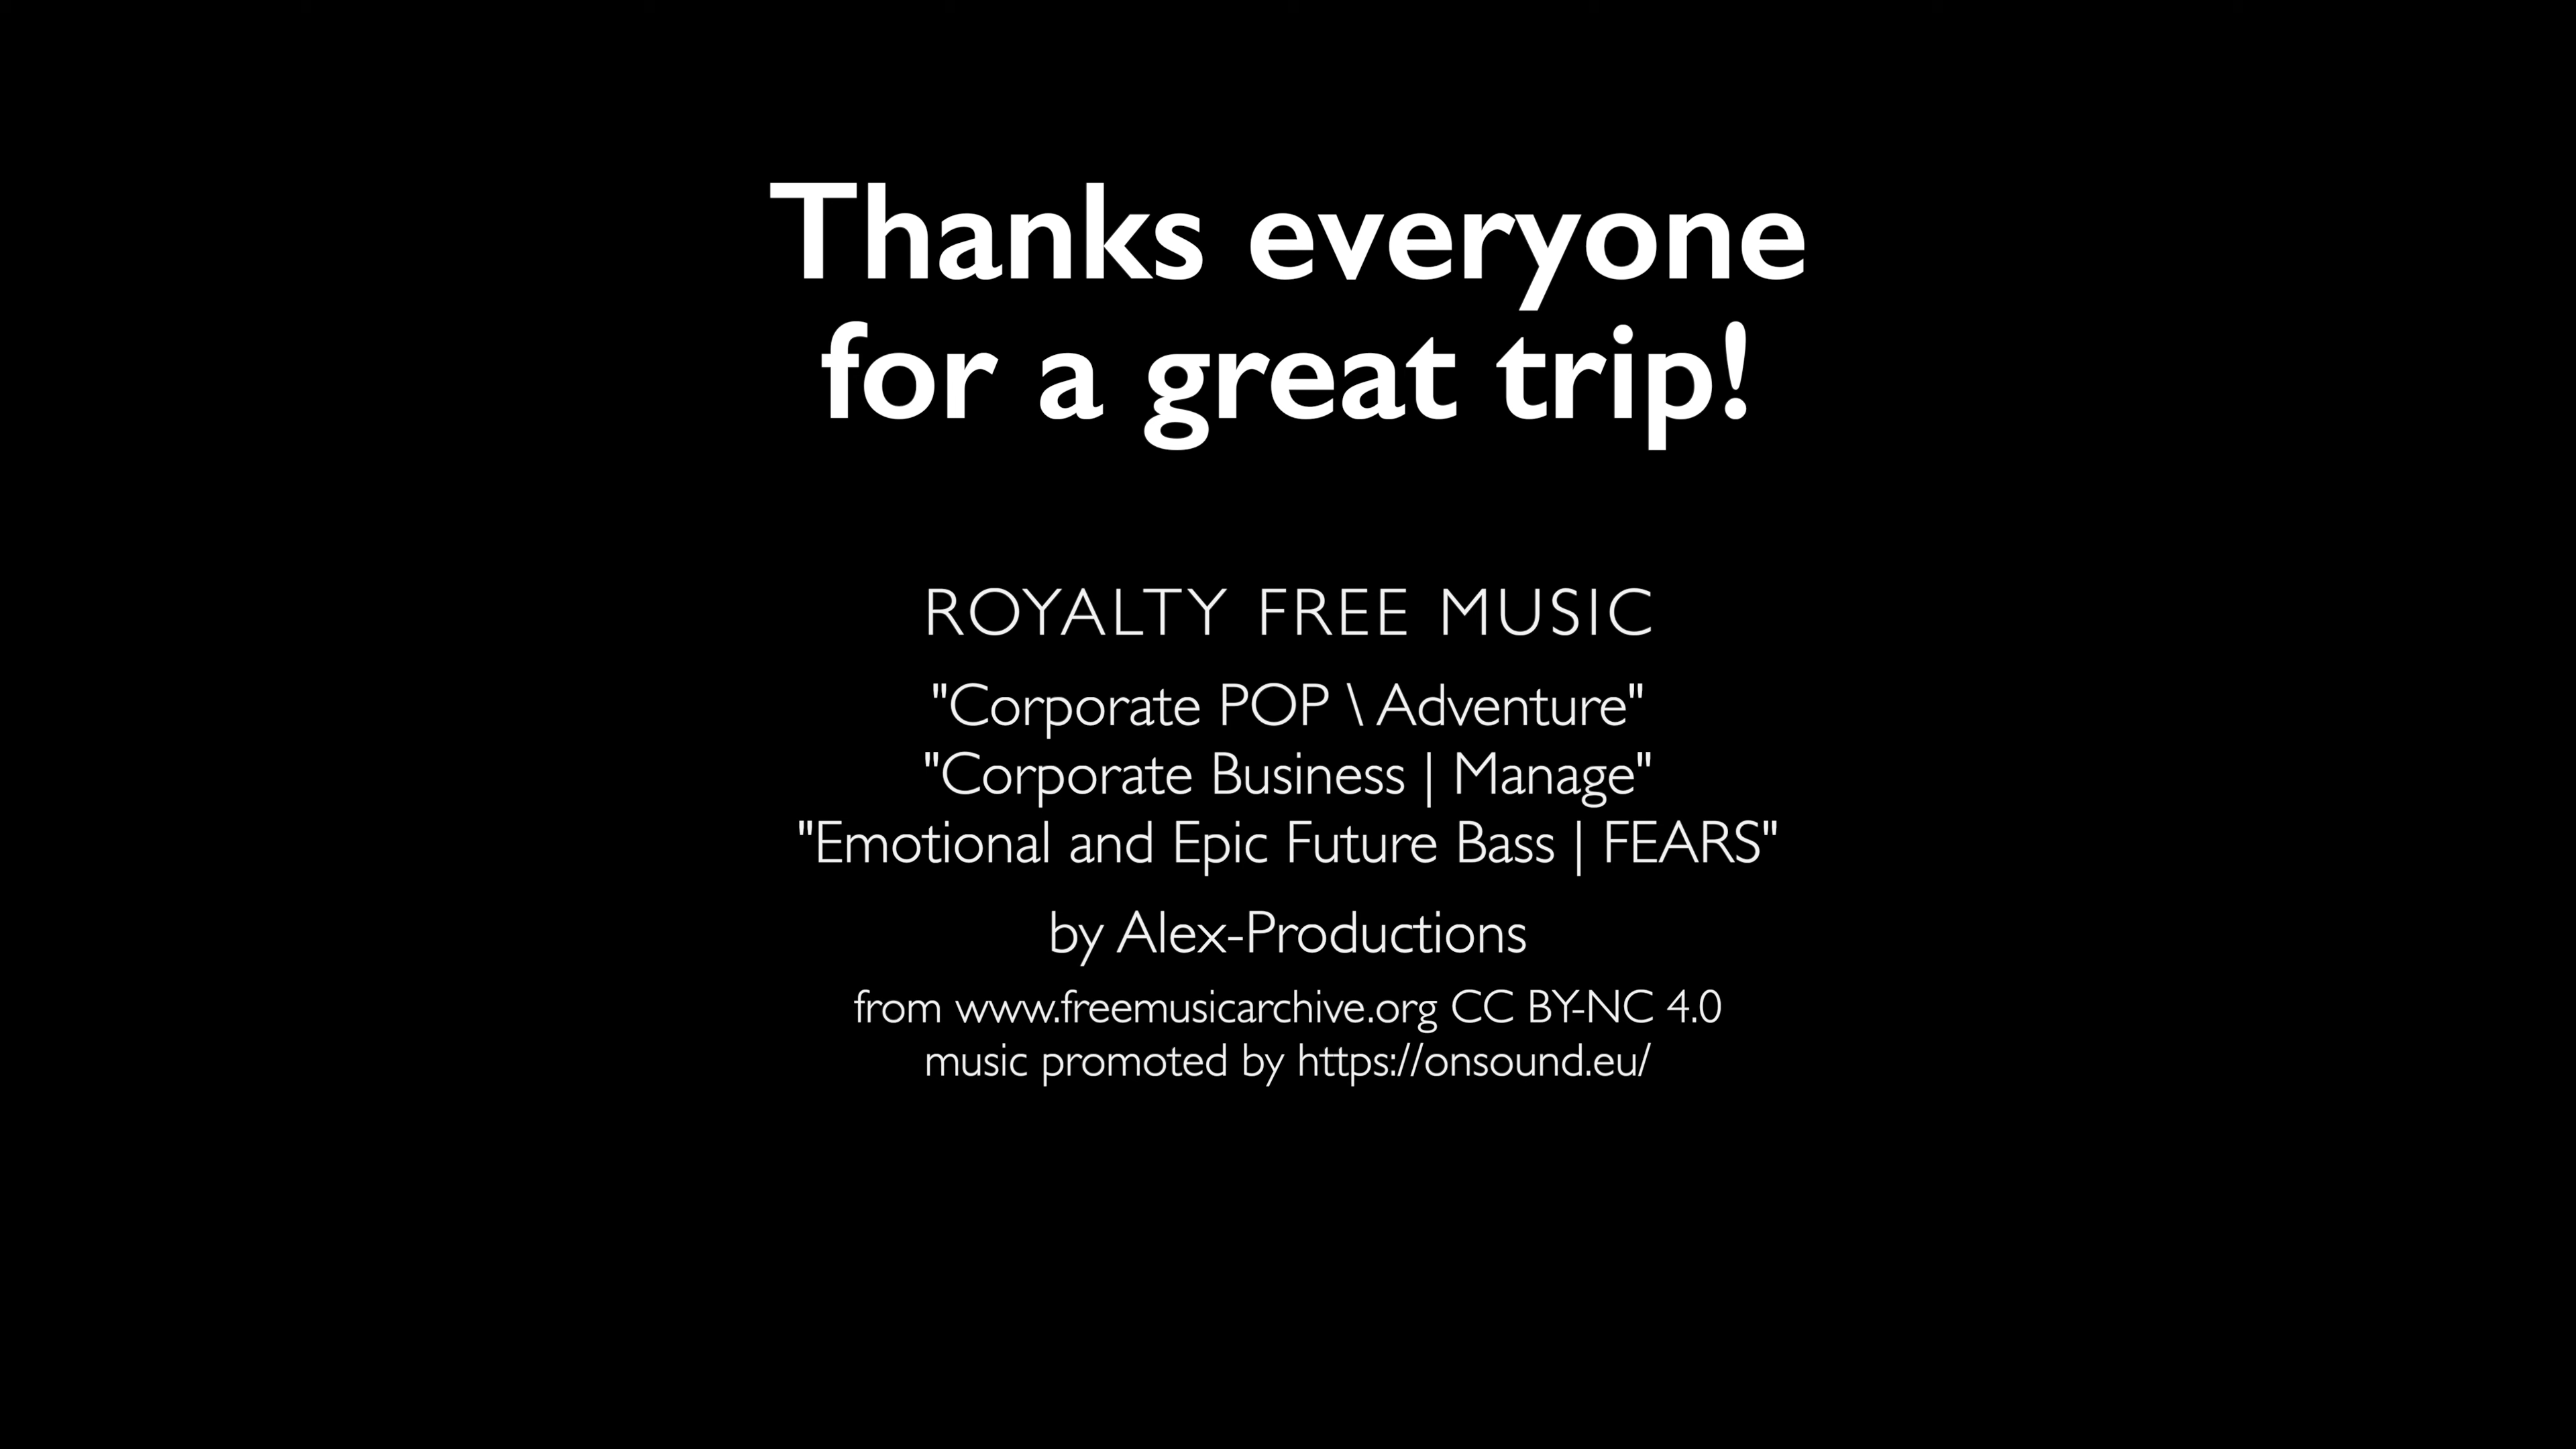 Thanks everyone
for a great trip!
ROYALTY FREE MUSIC
"Corporate POP \ Adventure"
"Corporate Business | Manage"
"Emotional and Epic Future Bass | FEARS"
by Alex-Productions
from www.freemusicarchive.org CC BY-NC 4.0
music promoted by https://onsound.eu/